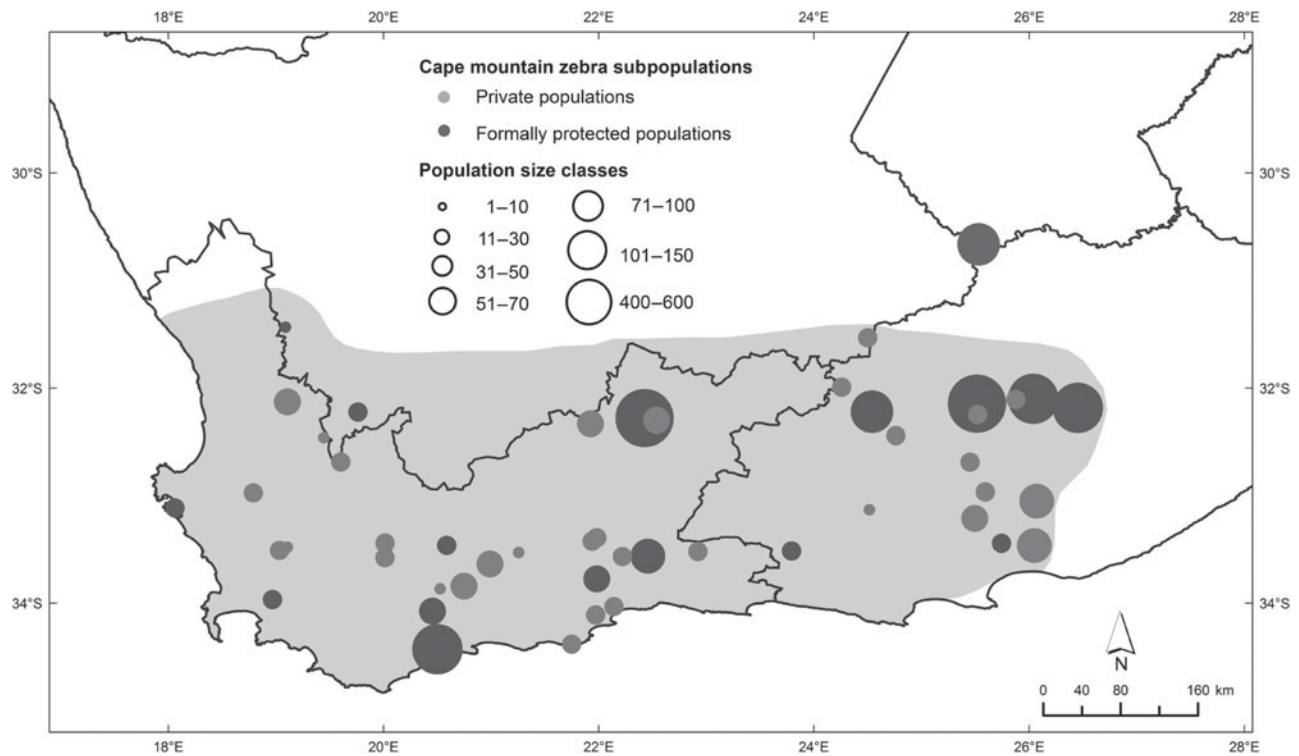 18°E 20°E 22°E 24°E 26°E 28°E
Cape mountain zebra subpopulations
Private populations
Formally protected populations
Population size classes
1–10
11–30
31–50
51–70
71–100
101–150
400–600
30°S 30°S
32°S 32°S
34°S 34°S
N
0 40 80 160 km
18°E 20°E 22°E 24°E 26°E 28°E